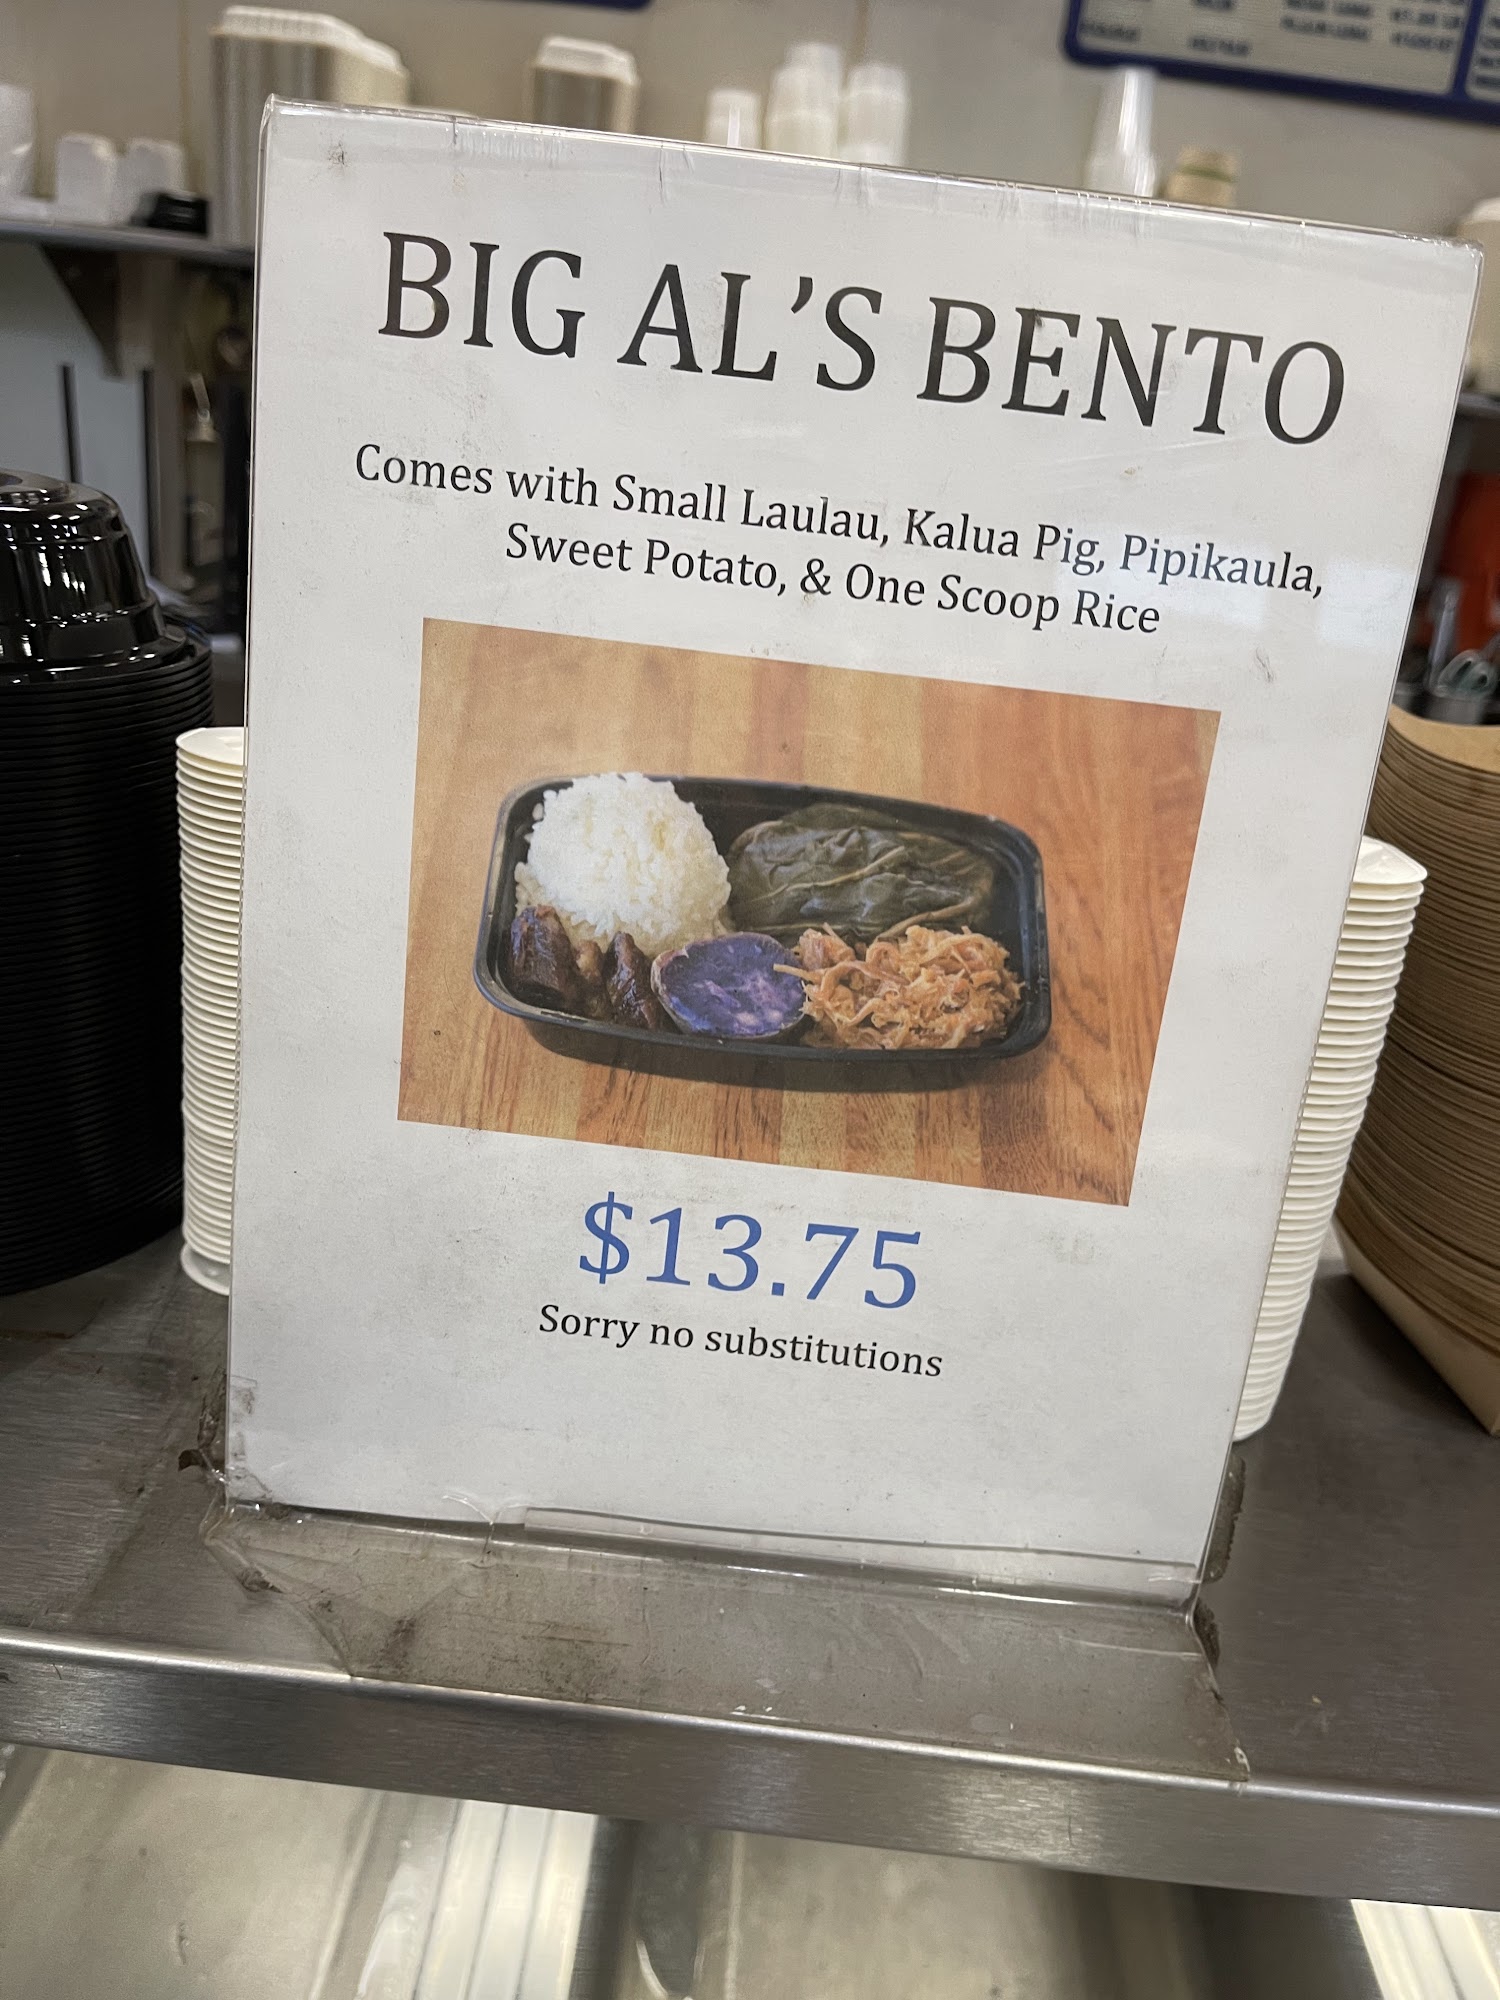 BIG AL’S BENTO
Comes with Small Laulau, Kalua Pig, Pipikaula,
Sweet Potato, & One Scoop Rice
$13.75
Sorry no substitutions